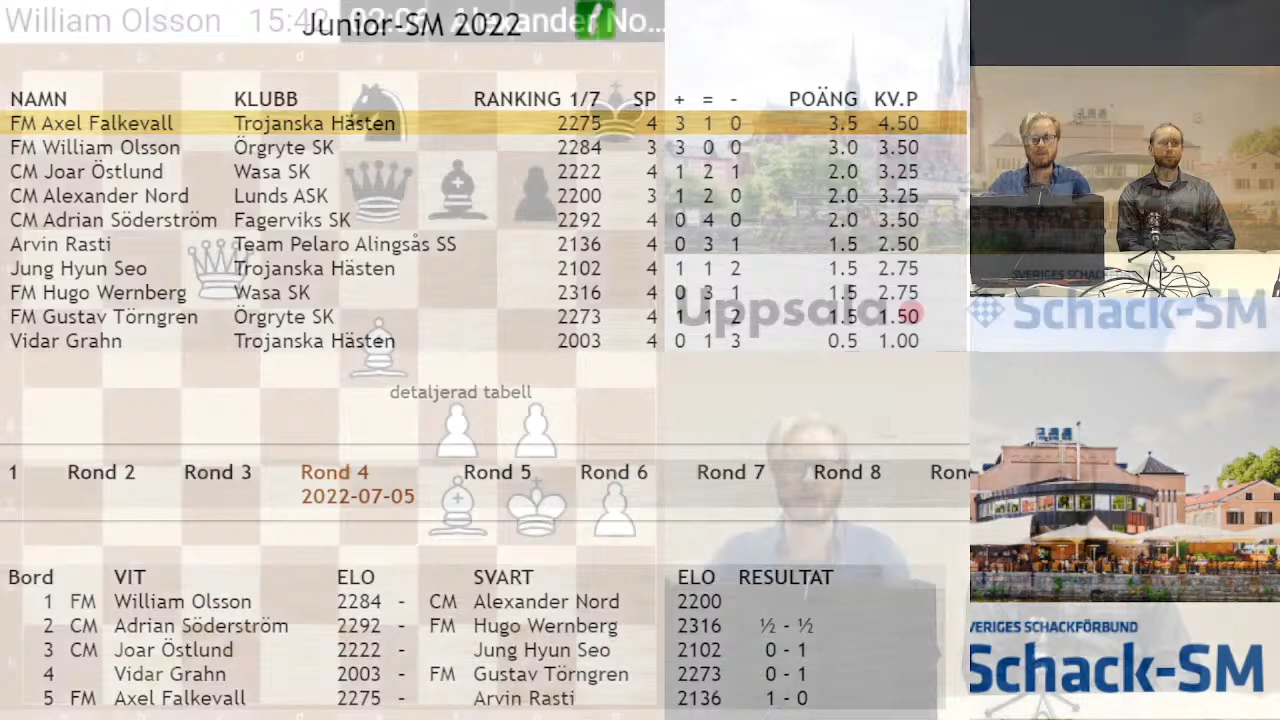 William Olsson 15:42 02:06 Alexander No...
Junior-SM 2022
NAMN KLUBB RANKING 1/7 SP + = - POÄNG KV.P
FM Axel Falkevall Trojanska Hästen 2275 4 3 1 0 3.5 4.50
FM William Olsson Örgryte SK 2284 3 3 0 0 3.0 3.50
CM Joar Östlund Wasa SK 2222 4 1 2 1 2.0 3.25
CM Alexander Nord Lunds ASK 2200 3 1 2 0 2.0 3.25
CM Adrian Söderström Fagerviks SK 2292 4 0 4 0 2.0 3.50
Arvin Rasti Team Pelaro Alingsås SS 2136 4 0 3 1 1.5 2.50
Jung Hyun Seo Trojanska Hästen 2102 4 1 1 2 1.5 2.75
FM Hugo Wernberg Wasa SK 2316 4 0 3 1 1.5 2.75
FM Gustav Törngren Örgryte SK 2273 4 1 1 2 1.5 1.50
Vidar Grahn Trojanska Hästen 2003 4 0 1 3 0.5 1.00
Uppsala
SVERIGES SCHACK
Schack-SM
detaljerad tabell
1 Rond 2 Rond 3 Rond 4 Rond 5 Rond 6 Rond 7 Rond 8 Ron
2022-07-05
Bord VIT ELO SVART ELO RESULTAT
1 FM William Olsson 2284 - CM Alexander Nord 2200
2 CM Adrian Söderström 2292 - FM Hugo Wernberg 2316 ½ - ½
3 CM Joar Östlund 2222 - Jung Hyun Seo 2102 0 - 1
4 Vidar Grahn 2003 - FM Gustav Törngren 2273 0 - 1
5 FM Axel Falkevall 2275 - Arvin Rasti 2136 1 - 0
VERIGES SCHACKFÖRBUND
Schack-SM